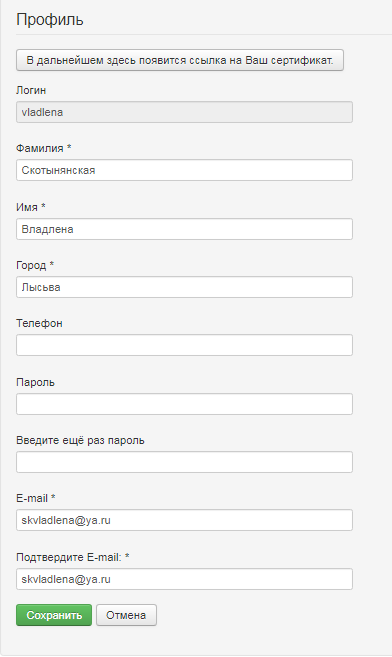 Профиль
В дальнейшем здесь появится ссылка на Ваш сертификат.
Логин
vladlena
Фамилия *
Скотынянская
Имя *
Владлена
Город *
Лысьва
Телефон
Пароль
Введите ещё раз пароль
E-mail *
skvladlena@ya.ru
Подтвердите E-mail: *
skvladlena@ya.ru
Сохранить Отмена